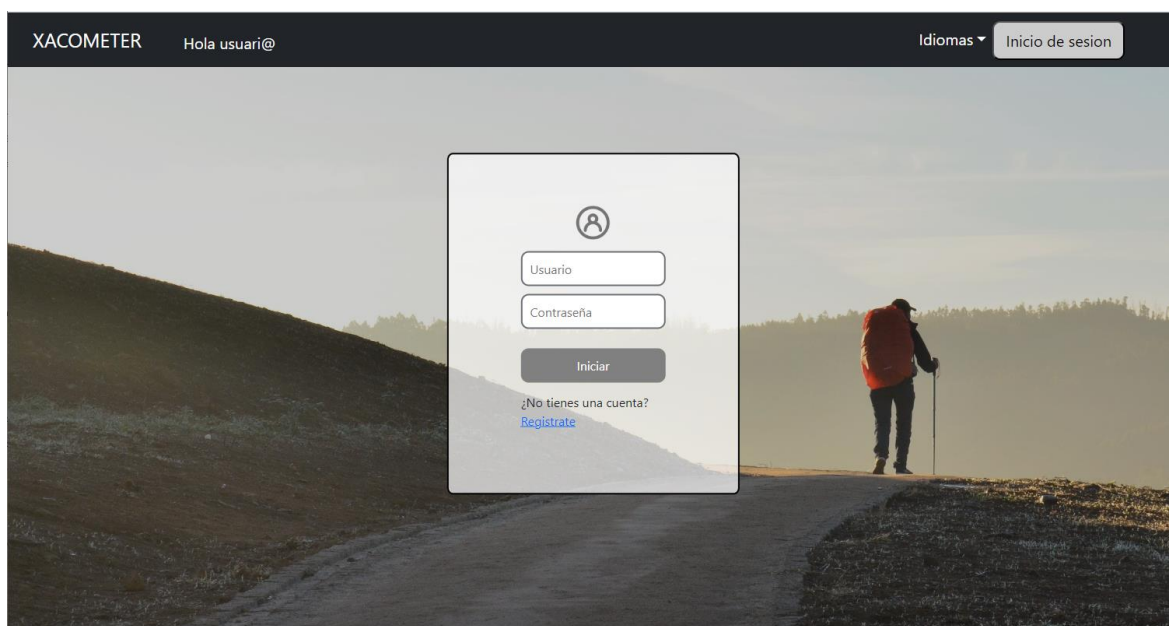 XACOMETER Hola usuari@ Idiomas Inicio de sesion
Usuario
Contraseña
Iniciar
¿No tienes una cuenta?
Registrate